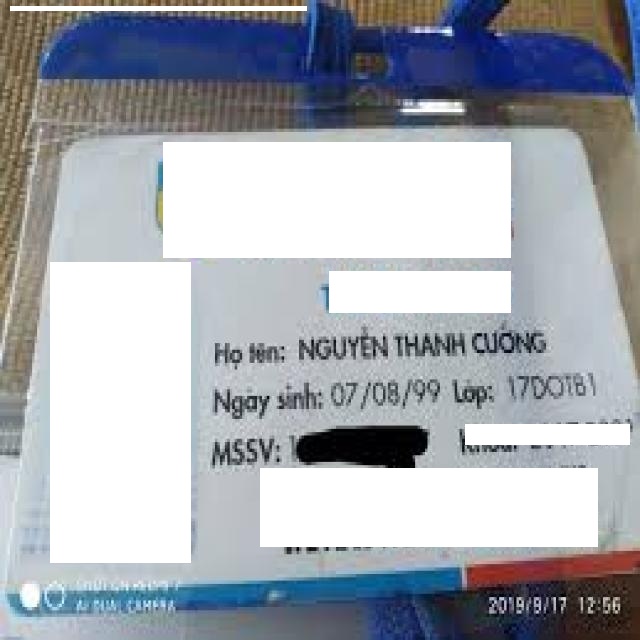 Họ tên: NGUYỄN THANH CƯỜNG
Ngày sinh: 07/08/99 Lớp: 17DOTB1
MSSV: 1
AI DUAL CAMERA
2019/9/17 12:56